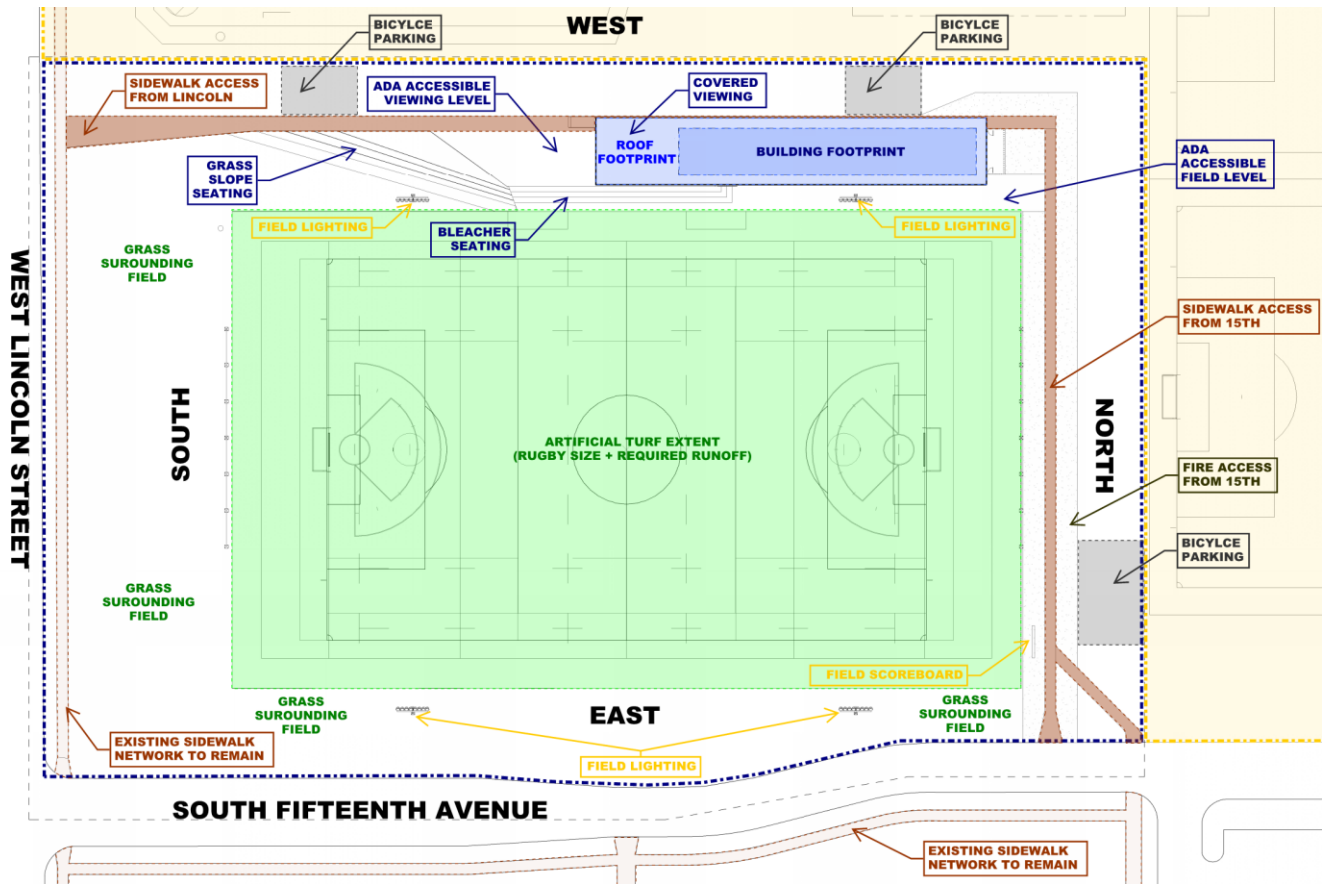 WEST
BICYLCE
PARKING
BICYLCE
PARKING
SIDEWALK ACCESS
FROM LINCOLN
ADA ACCESSIBLE
VIEWING LEVEL
COVERED
VIEWING
ROOF
FOOTPRINT
BUILDING FOOTPRINT
ADA
ACCESSIBLE
FIELD LEVEL
GRASS
SLOPE
SEATING
FIELD LIGHTING
BLEACHER
SEATING
FIELD LIGHTING
GRASS
SUROUNDING
FIELD
WEST LINCOLN STREET
SOUTH
SIDEWALK ACCESS
FROM 15TH
NORTH
ARTIFICIAL TURF EXTENT
(RUGBY SIZE + REQUIRED RUNOFF)
FIRE ACCESS
FROM 15TH
BICYLCE
PARKING
GRASS
SUROUNDING
FIELD
FIELD SCOREBOARD
GRASS
SUROUNDING
FIELD
EAST
GRASS
SUROUNDING
FIELD
EXISTING SIDEWALK
NETWORK TO REMAIN
FIELD LIGHTING
SOUTH FIFTEENTH AVENUE
EXISTING SIDEWALK
NETWORK TO REMAIN